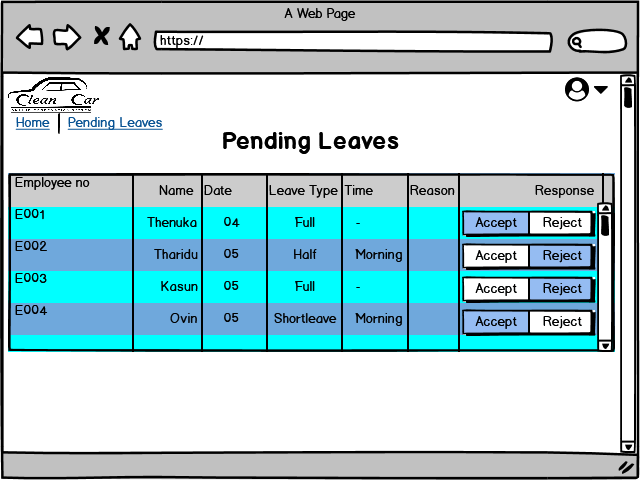 A Web Page
https://
Clean Car
Home Pending Leaves
Pending Leaves
Employee no Name Date Leave Type Time Reason Response
E001 Thenuka 04 Full - Accept Reject
E002 Tharidu 05 Half Morning Accept Reject
E003 Kasun 05 Full - Accept Reject
E004 Ovin 05 Shortleave Morning Accept Reject